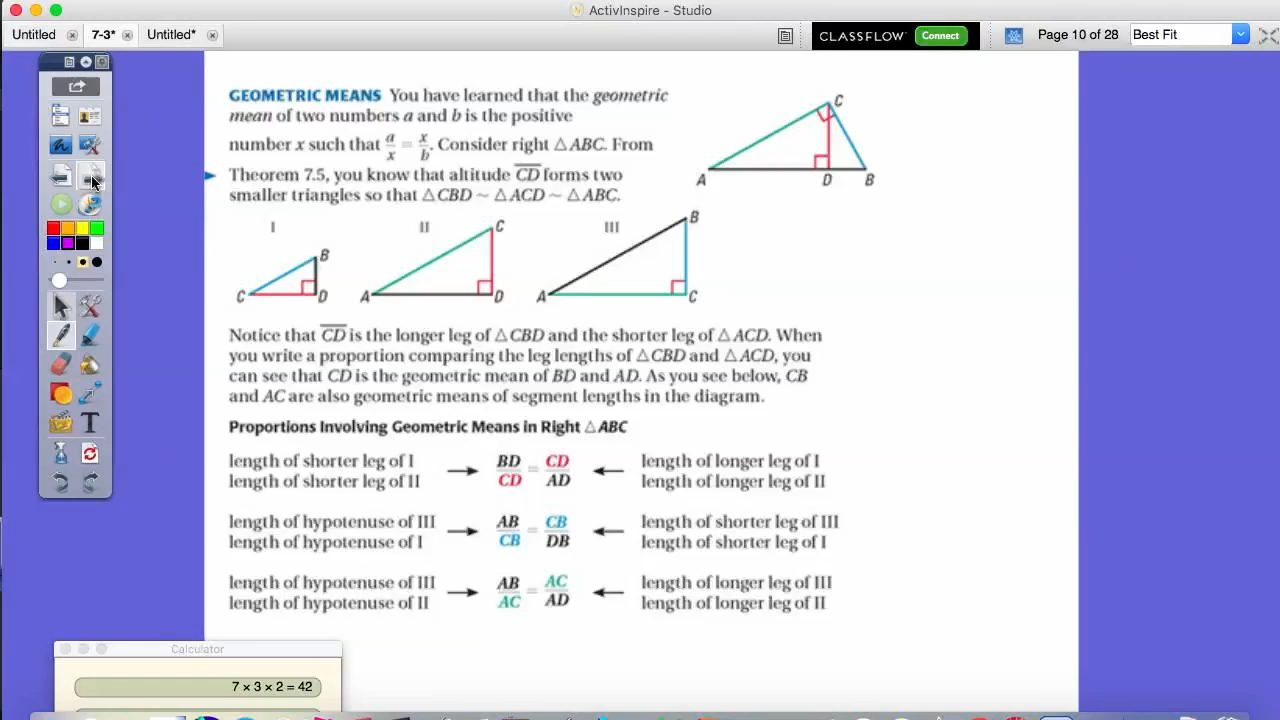 ActivInspire - Studio
Untitled
7-3*
Untitled*
CLASSFLOW
Connect
Page 10 of 28
Best Fit
GEOMETRIC MEANS You have learned that the geometric
mean of two numbers a and b is the positive
number x such that a/x = x/b. Consider right △ABC. From
Theorem 7.5, you know that altitude C̅D̅ forms two
smaller triangles so that △CBD ~ △ACD ~ △ABC.
C
A
D
B
I
II
III
B
C
D
C
A
D
B
A
C
Notice that C̅D̅ is the longer leg of △CBD and the shorter leg of △ACD. When
you write a proportion comparing the leg lengths of △CBD and △ACD, you
can see that CD is the geometric mean of BD and AD. As you see below, CB
and AC are also geometric means of segment lengths in the diagram.
Proportions Involving Geometric Means in Right △ABC
length of shorter leg of I
length of shorter leg of II
BD/CD = CD/AD
length of longer leg of I
length of longer leg of II
length of hypotenuse of III
length of hypotenuse of I
AB/CB = CB/DB
length of shorter leg of III
length of shorter leg of I
length of hypotenuse of III
length of hypotenuse of II
AB/AC = AC/AD
length of longer leg of III
length of longer leg of II
T
Calculator
7 × 3 × 2 = 42